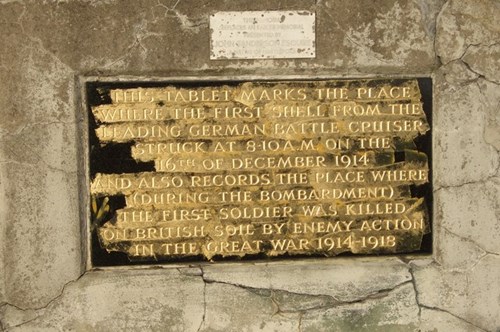 THIS TABLET MARKS THE PLACE
WHERE THE FIRST SHELL FROM THE
LEADING GERMAN BATTLE CRUISER
STRUCK AT 8·10 A.M. ON THE
16TH OF DECEMBER 1914
AND ALSO RECORDS THE PLACE WHERE
(DURING THE BOMBARDMENT)
THE FIRST SOLDIER WAS KILLED
ON BRITISH SOIL BY ENEMY ACTION
IN THE GREAT WAR 1914-1918